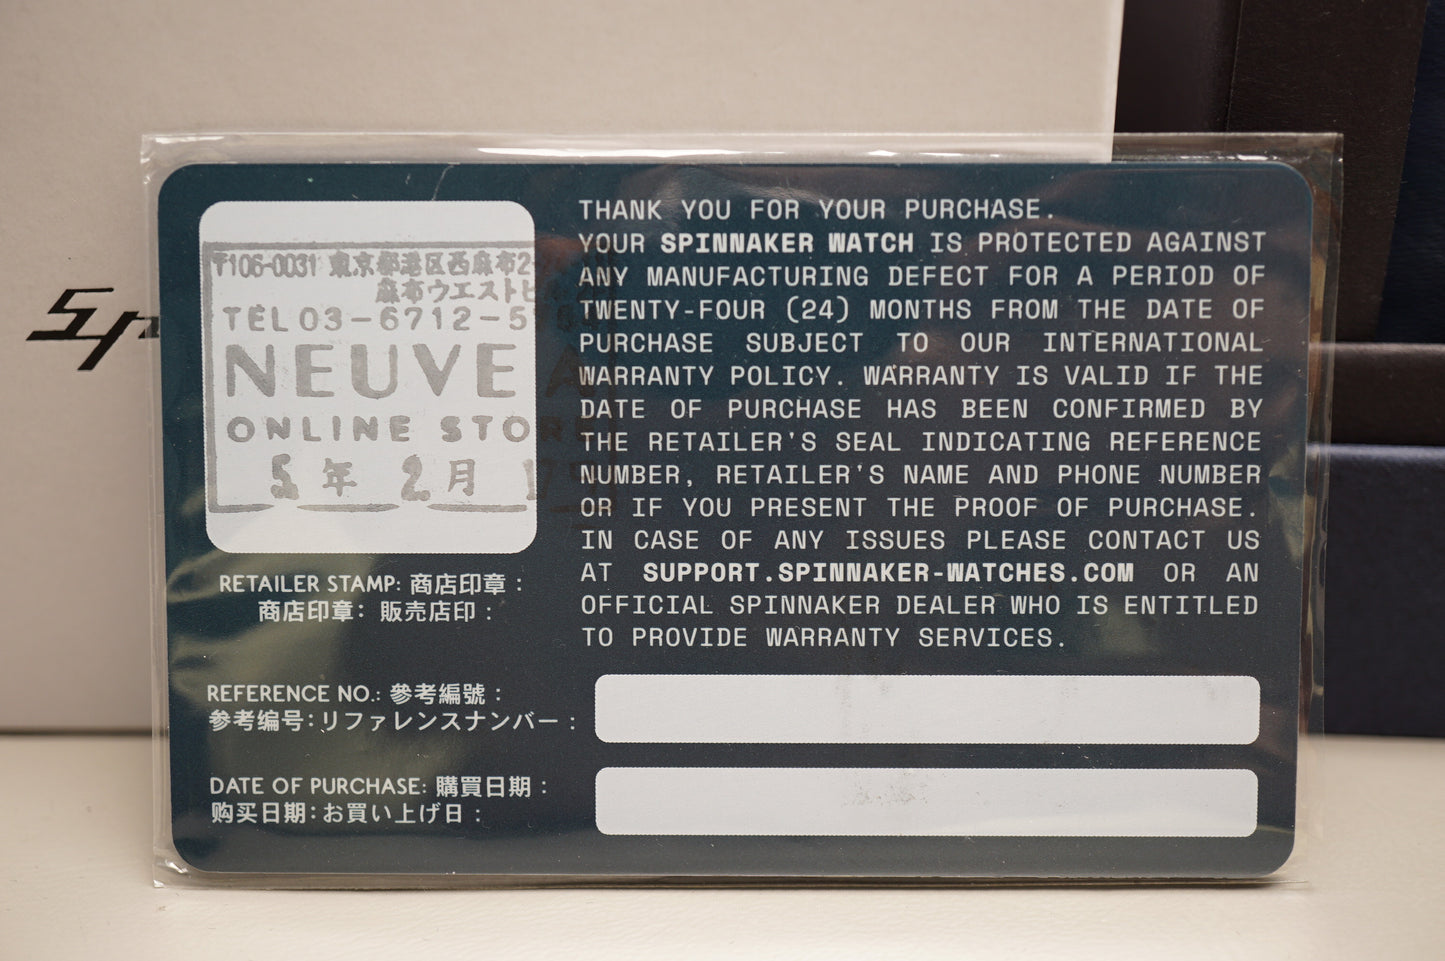 〒106-0031 東京都港区西麻布2
麻布ウエストビ
TEL 03-6712-5
NEUVE A
ONLINE STORE
5年 2月 1
RETAILER STAMP: 商店印章 :
商店印章: 販売店印 :
THANK YOU FOR YOUR PURCHASE.
YOUR SPINNAKER WATCH IS PROTECTED AGAINST
ANY MANUFACTURING DEFECT FOR A PERIOD OF
TWENTY-FOUR (24) MONTHS FROM THE DATE OF
PURCHASE SUBJECT TO OUR INTERNATIONAL
WARRANTY POLICY. WARRANTY IS VALID IF THE
DATE OF PURCHASE HAS BEEN CONFIRMED BY
THE RETAILER'S SEAL INDICATING REFERENCE
NUMBER, RETAILER'S NAME AND PHONE NUMBER
OR IF YOU PRESENT THE PROOF OF PURCHASE.
IN CASE OF ANY ISSUES PLEASE CONTACT US
AT SUPPORT.SPINNAKER-WATCHES.COM OR AN
OFFICIAL SPINNAKER DEALER WHO IS ENTITLED
TO PROVIDE WARRANTY SERVICES.
REFERENCE NO.: 參考編號 :
参考编号: リファレンスナンバー :
DATE OF PURCHASE: 購買日期 :
购买日期: お買い上げ日 :
Sp